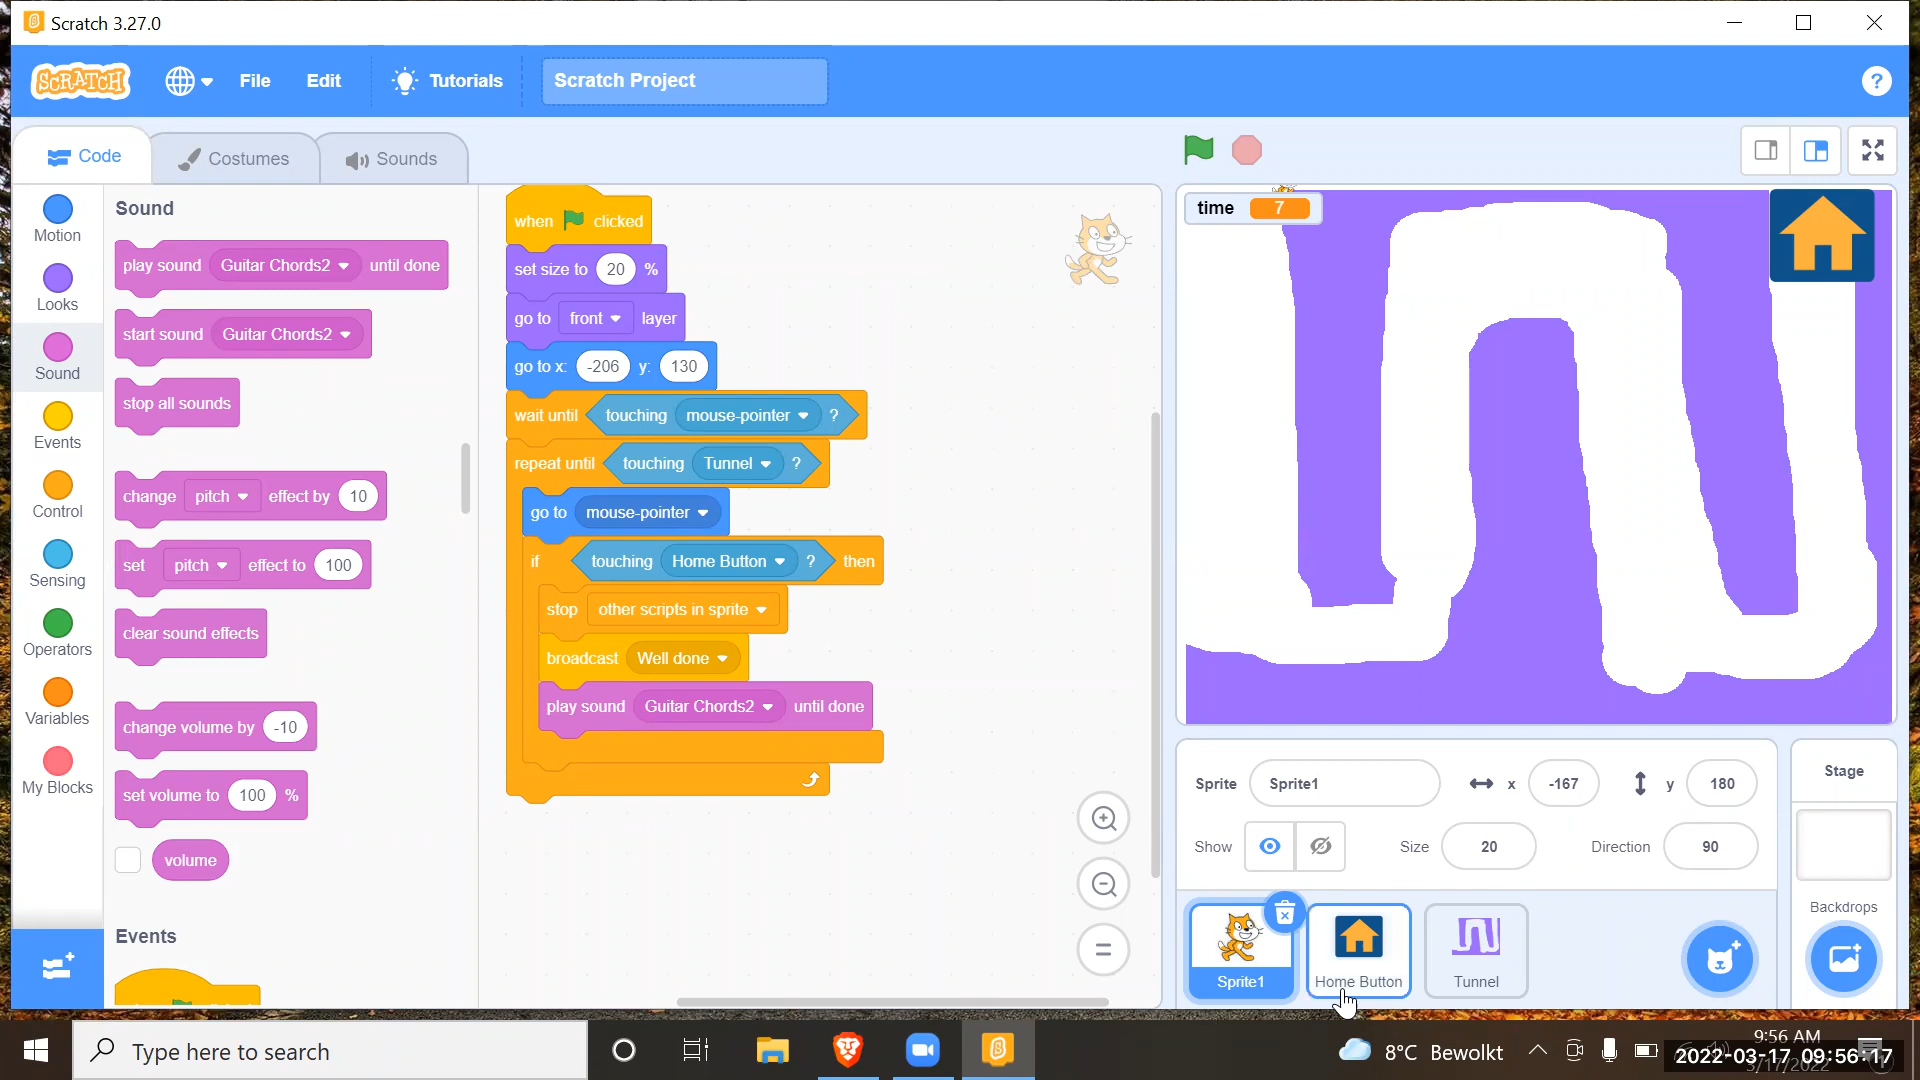 Scratch 3.27.0
SCRATCH
File
Edit
Tutorials
Scratch Project
?
Code
Costumes
Sounds
Motion
Looks
Sound
Events
Control
Sensing
Operators
Variables
My Blocks
Sound
play sound Guitar Chords2 until done
start sound Guitar Chords2
stop all sounds
change pitch effect by 10
set pitch effect to 100
clear sound effects
change volume by -10
set volume to 100 %
volume
Events
when clicked
set size to 20 %
go to front layer
go to x: -206 y: 130
wait until touching mouse-pointer ?
repeat until touching Tunnel ?
go to mouse-pointer
if touching Home Button ? then
stop other scripts in sprite
broadcast Well done
play sound Guitar Chords2 until done
time 7
Sprite Sprite1 x -167 y 180
Show Size 20 Direction 90
Sprite1
Home Button
Tunnel
Stage
Backdrops
Type here to search
8°C Bewolkt
9:56 AM
3/17/2022
2022-03-17 09:56:17